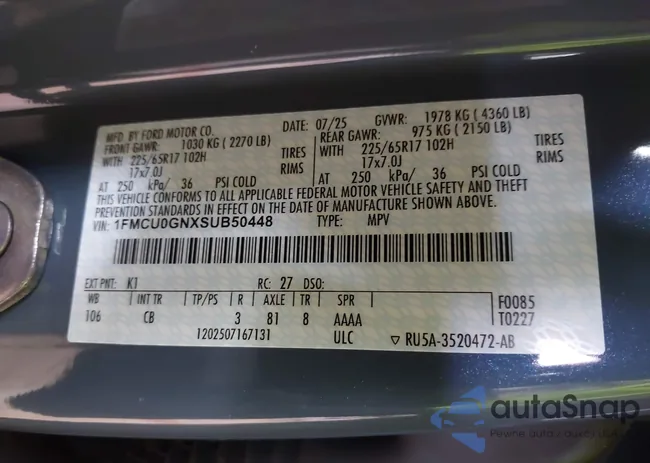 MFD. BY FORD MOTOR CO. DATE: 07/25 GVWR: 1978 KG ( 4360 LB)
FRONT GAWR: 1030 KG ( 2270 LB) REAR GAWR: 975 KG ( 2150 LB)
WITH 225/65R17 102H TIRES WITH 225/65R17 102H TIRES
17x7.0J RIMS 17x7.0J RIMS
AT 250 kPa/ 36 PSI COLD AT 250 kPa/ 36 PSI COLD
THIS VEHICLE CONFORMS TO ALL APPLICABLE FEDERAL MOTOR VEHICLE SAFETY AND THEFT
PREVENTION STANDARDS IN EFFECT ON THE DATE OF MANUFACTURE SHOWN ABOVE.
VIN: 1FMCU0GNXSUB50448 TYPE: MPV
EXT PNT: K1 RC: 27 DSO:
WB INT TR TP/PS R AXLE TR SPR F0085
106 CB 3 81 8 AAAA T0227
1202507167131 ULC ▼ RU5A-3520472-AB
autaSnap
Pewne auta z dużych